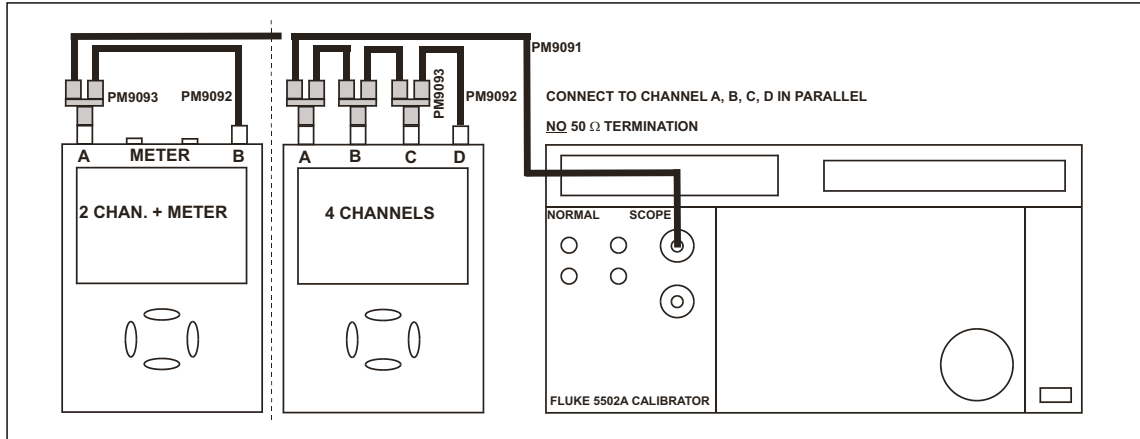 PM9091
PM9093
PM9092
PM9093
PM9092
CONNECT TO CHANNEL A, B, C, D IN PARALLEL
NO 50 Ω TERMINATION
A METER B
A B C D
2 CHAN. + METER
4 CHANNELS
NORMAL SCOPE
FLUKE 5502A CALIBRATOR